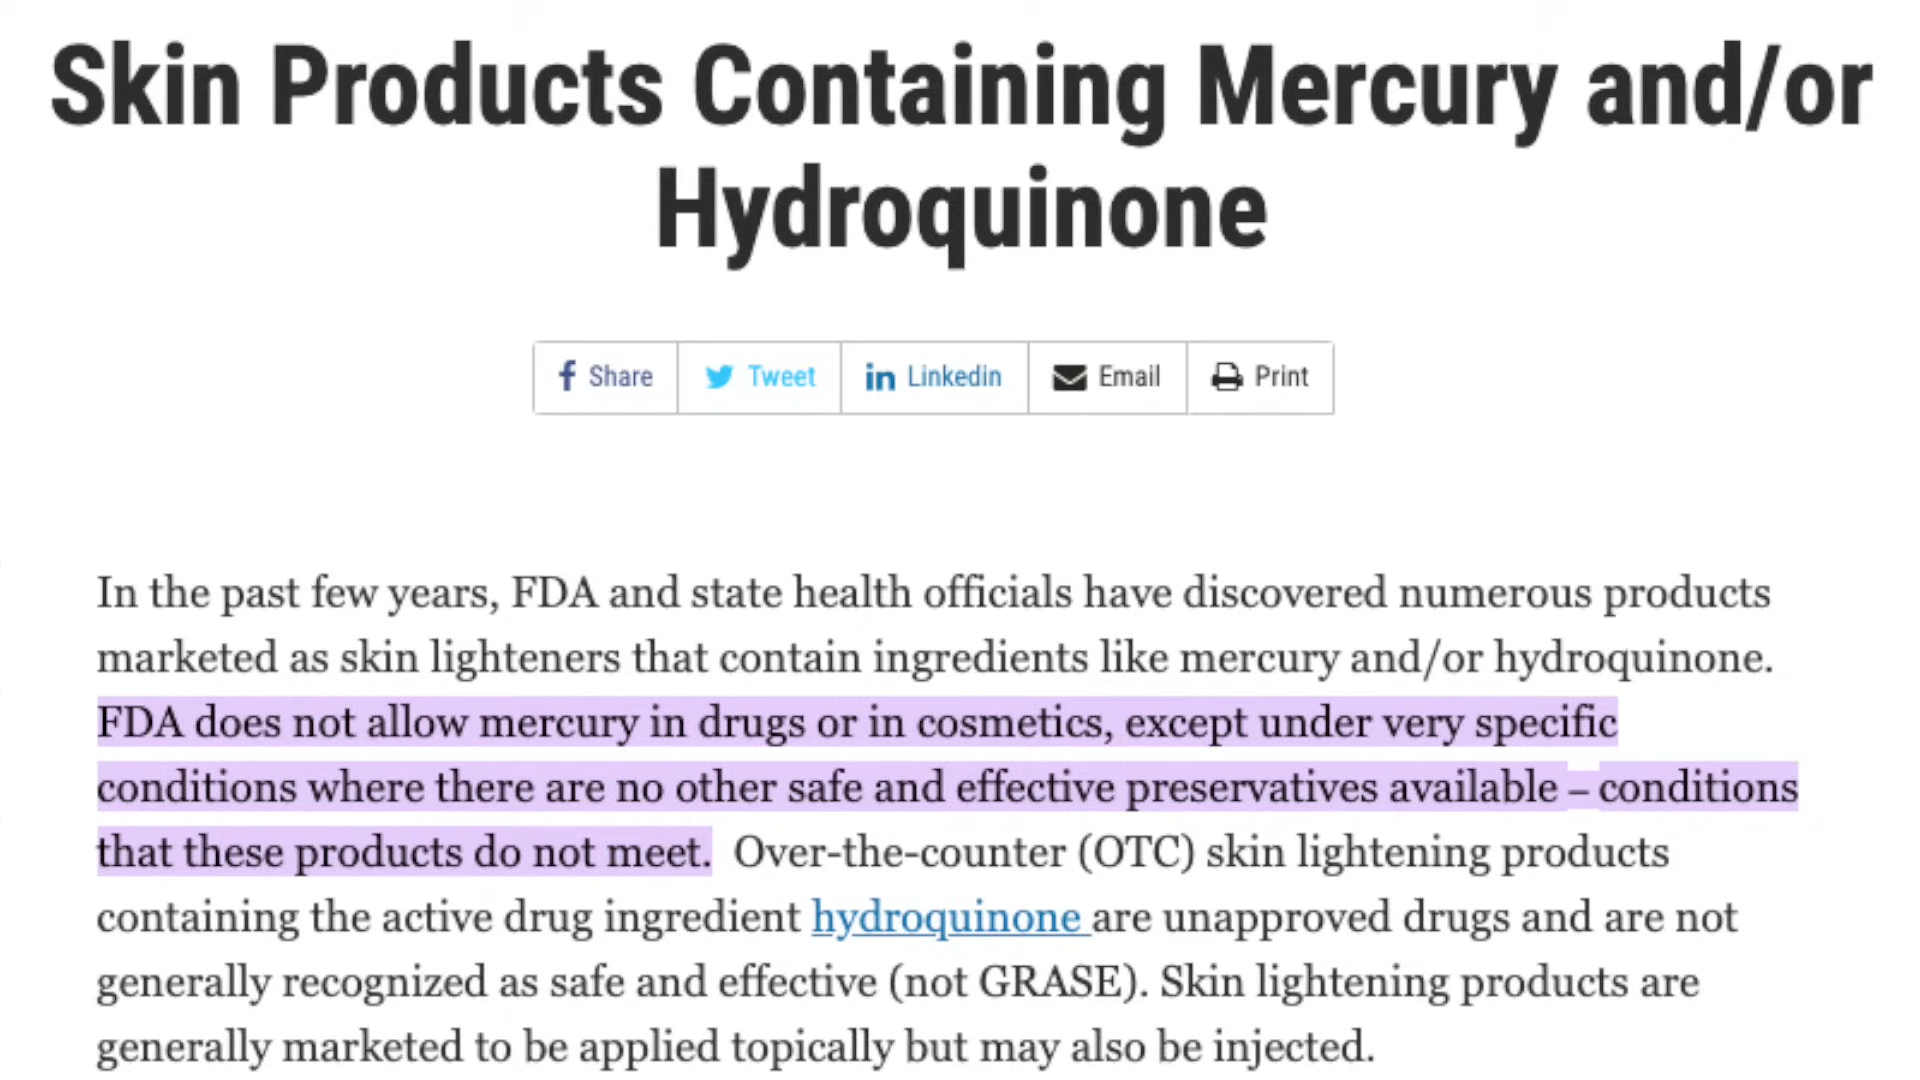 Skin Products Containing Mercury and/or
Hydroquinone
Share Tweet Linkedin Email Print
In the past few years, FDA and state health officials have discovered numerous products
marketed as skin lighteners that contain ingredients like mercury and/or hydroquinone.
FDA does not allow mercury in drugs or in cosmetics, except under very specific
conditions where there are no other safe and effective preservatives available – conditions
that these products do not meet. Over-the-counter (OTC) skin lightening products
containing the active drug ingredient hydroquinone are unapproved drugs and are not
generally recognized as safe and effective (not GRASE). Skin lightening products are
generally marketed to be applied topically but may also be injected.